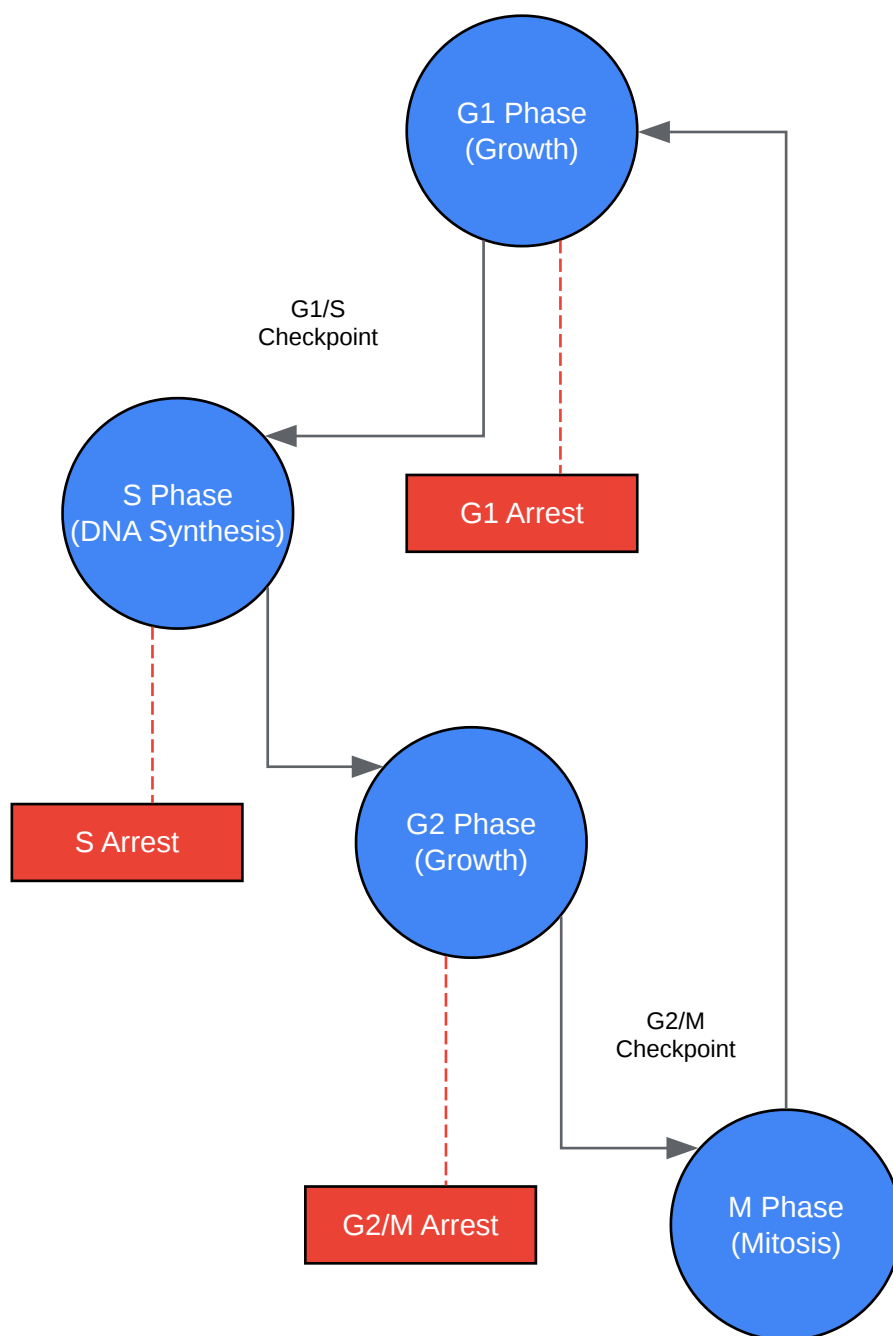 G1 Phase
(Growth)
G1/S
Checkpoint
S Phase
(DNA Synthesis)
G1 Arrest
S Arrest
G2 Phase
(Growth)
G2/M
Checkpoint
G2/M Arrest
M Phase
(Mitosis)